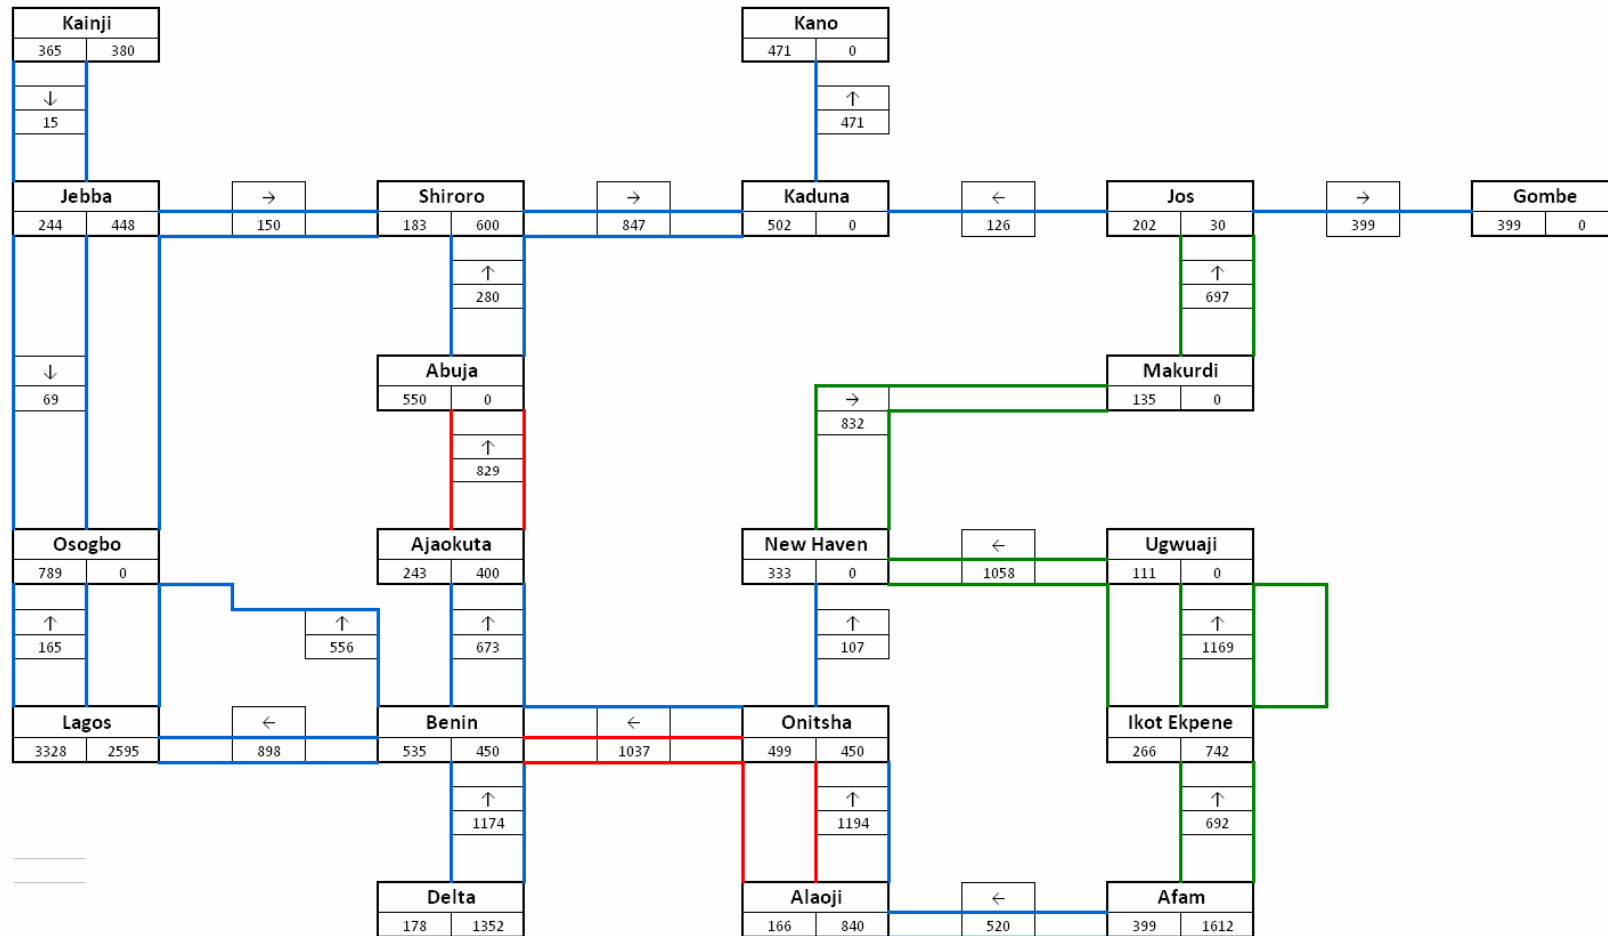 Kainji Kano
365 380 471 0
↓ ↑
15 471
Jebba → Shiroro → Kaduna ← Jos → Gombe
244 448 150 183 600 847 502 0 126 202 30 399 399 0
↑ ↑
280 697
Abuja Makurdi
↓ 550 0 → 135 0
69 832
↑
829
Osogbo Ajaokuta New Haven ← Ugwuaji
789 0 243 400 333 0 1058 111 0
↑ ↑ ↑ ↑ ↑
165 556 673 107 1169
Lagos ← Benin ← Onitsha Ikot Ekpene
3328 2595 898 535 450 1037 499 450 266 742
↑ ↑ ↑
1174 1194 692
Delta Alaoji ← Afam
178 1352 166 840 520 399 1612